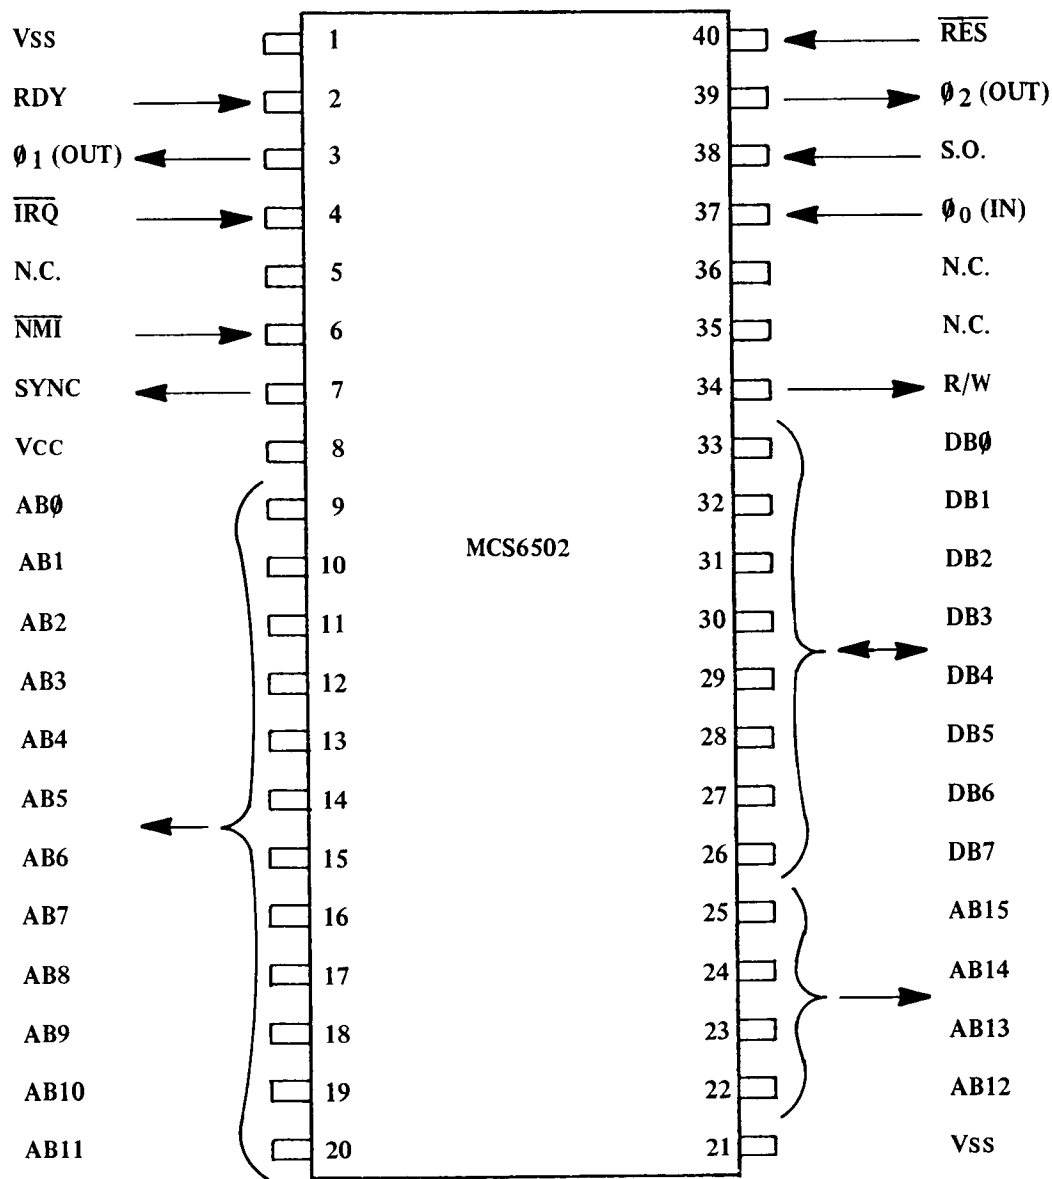 Vss 1 40 R̅E̅S̅
RDY 2 39 ∅2 (OUT)
∅1 (OUT) 3 38 S.O.
I̅R̅Q̅ 4 37 ∅0 (IN)
N.C. 5 36 N.C.
N̅M̅I̅ 6 35 N.C.
SYNC 7 34 R/W
VCC 8 33 DB∅
AB∅ 9 32 DB1
AB1 10 31 DB2
MCS6502
AB2 11 30 DB3
AB3 12 29 DB4
AB4 13 28 DB5
AB5 14 27 DB6
AB6 15 26 DB7
AB7 16 25 AB15
AB8 17 24 AB14
AB9 18 23 AB13
AB10 19 22 AB12
AB11 20 21 Vss